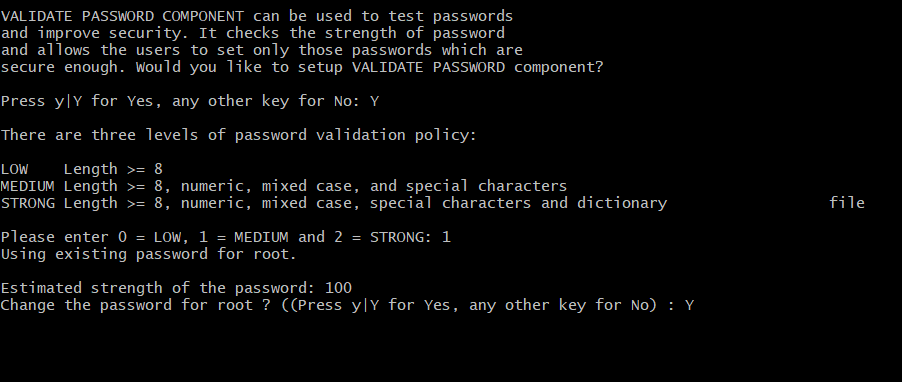 VALIDATE PASSWORD COMPONENT can be used to test passwords
and improve security. It checks the strength of password
and allows the users to set only those passwords which are
secure enough. Would you like to setup VALIDATE PASSWORD component?
Press y|Y for Yes, any other key for No: Y
There are three levels of password validation policy:
LOW    Length >= 8
MEDIUM Length >= 8, numeric, mixed case, and special characters
STRONG Length >= 8, numeric, mixed case, special characters and dictionary                  file
Please enter 0 = LOW, 1 = MEDIUM and 2 = STRONG: 1
Using existing password for root.
Estimated strength of the password: 100
Change the password for root ? ((Press y|Y for Yes, any other key for No) : Y